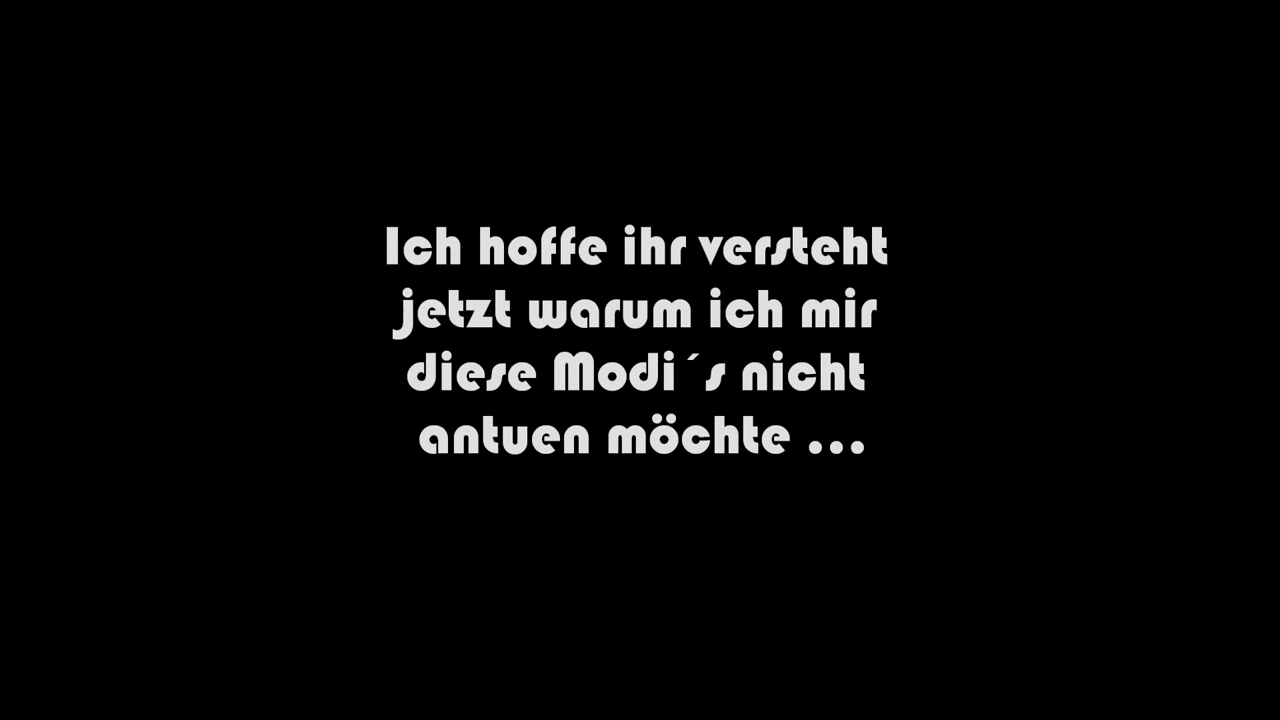 Ich hoffe ihr versteht
jetzt warum ich mir
diese Modi´s nicht
antuen möchte ...